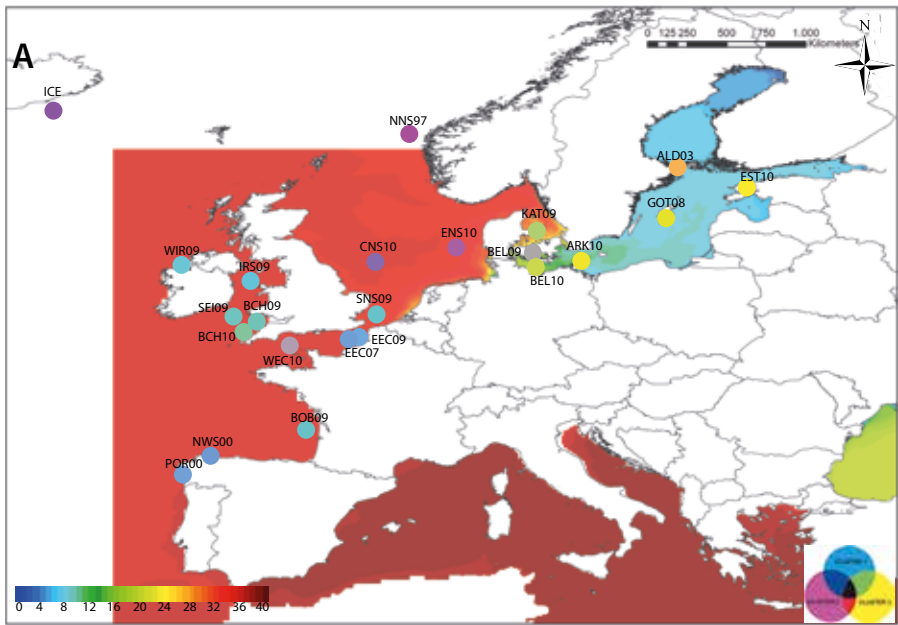 A
N
0 125 250 500 750 1.000
Kilometers
ICE
NNS97
ALD03
EST10
GOT08
KAT09
ENS10
CNS10
BEL09
ARK10
BEL10
WIR09
IRS09
SNS09
SEI09
BCH09
BCH10
EEC09
EEC07
WEC10
BOB09
NWS00
POR00
0 4 8 12 16 20 24 28 32 36 40